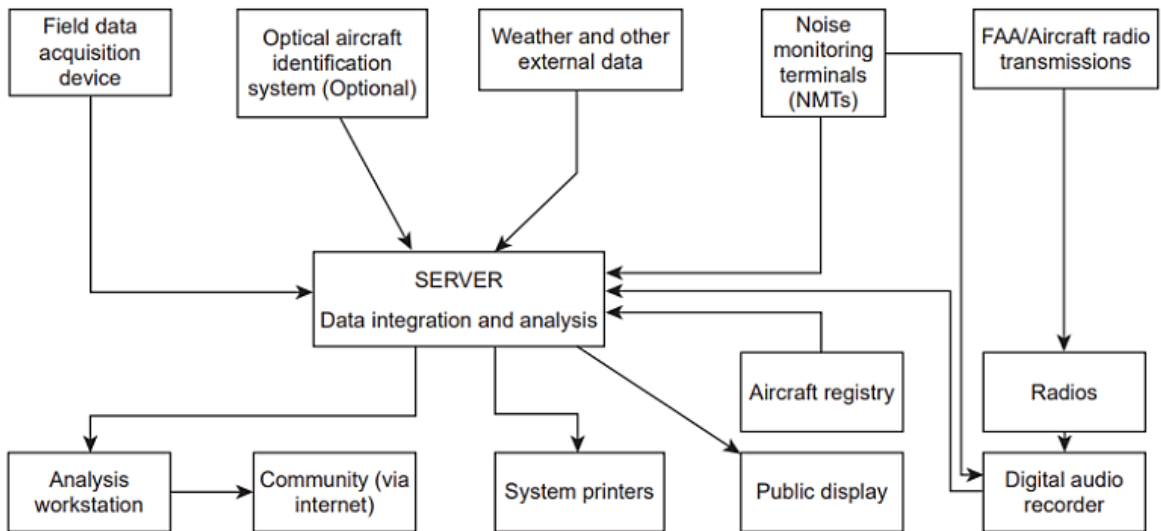 Field data
acquisition
device
Optical aircraft
identification
system (Optional)
Weather and other
external data
Noise
monitoring
terminals
(NMTs)
FAA/Aircraft radio
transmissions
SERVER
Data integration and analysis
Aircraft registry
Radios
Analysis
workstation
Community (via
internet)
System printers
Public display
Digital audio
recorder